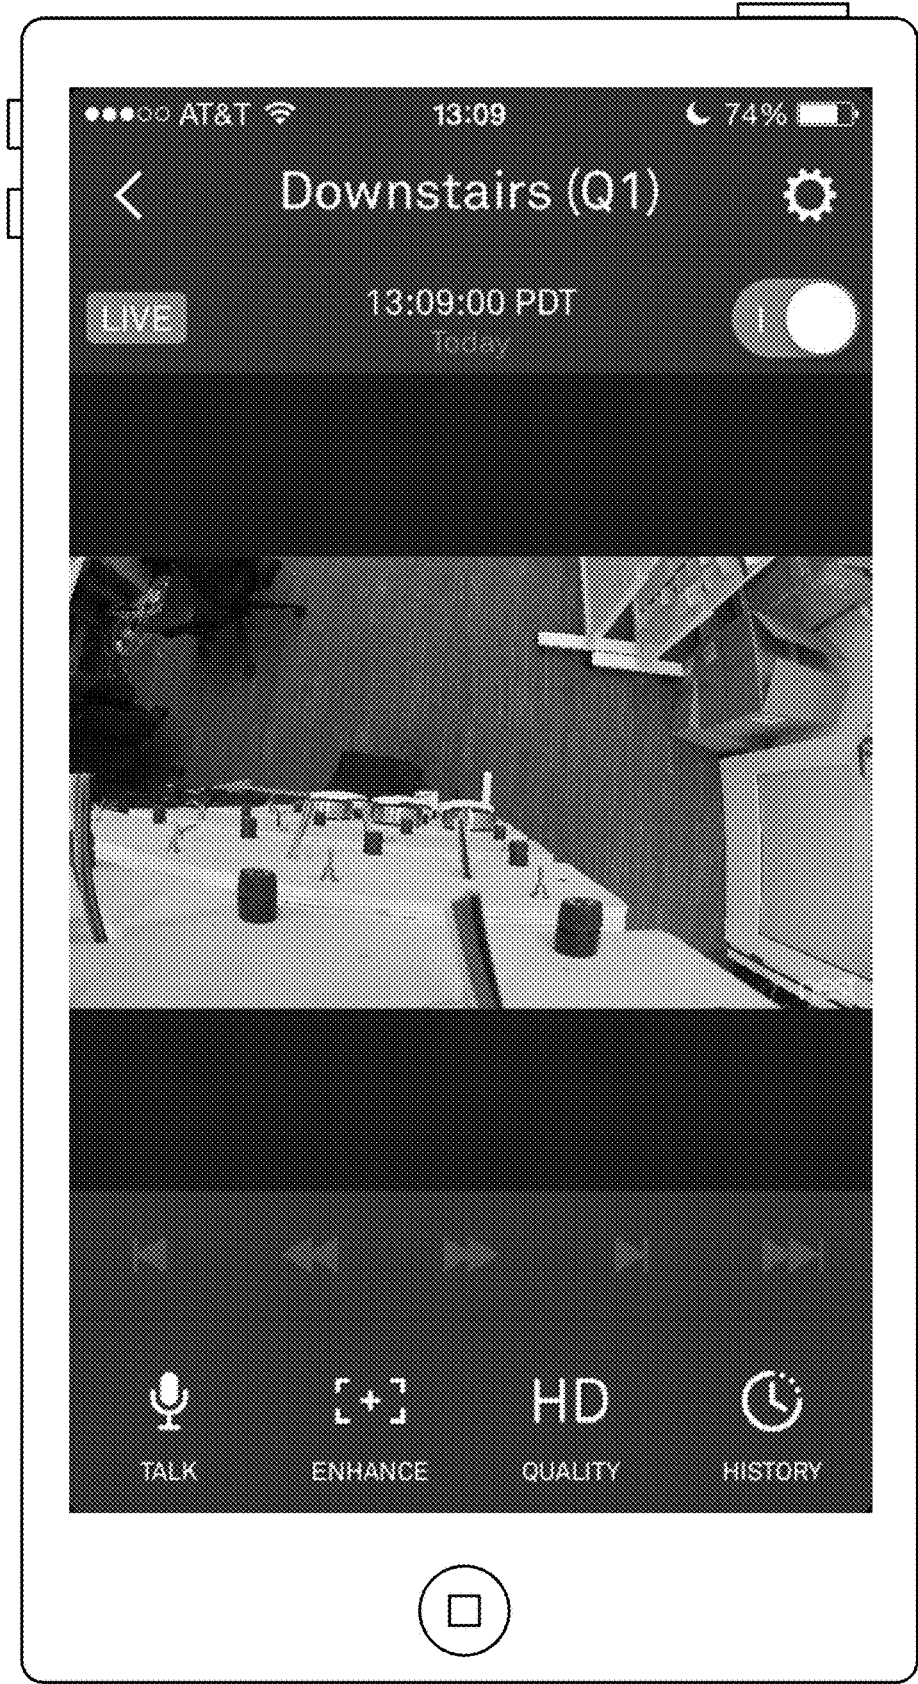 AT&T 13:09 74%
Downstairs (Q1)
LIVE 13:09:00 PDT
Today
HD
TALK ENHANCE QUALITY HISTORY